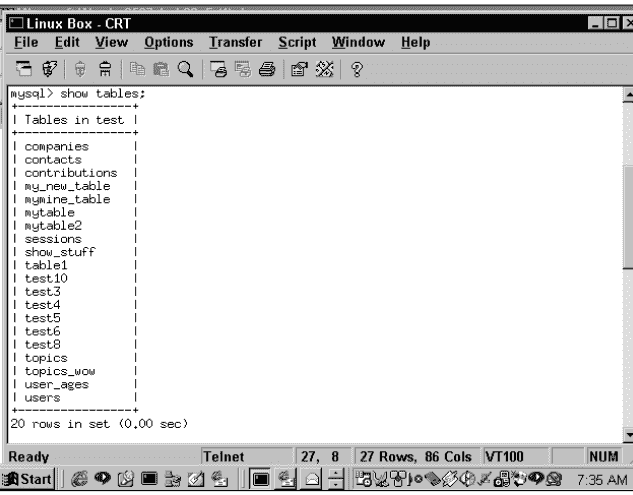 Linux Box - CRT
File Edit View Options Transfer Script Window Help
mysql> show tables;
+-----------------+
| Tables in test |
+-----------------+
| companies |
| contacts |
| contributions |
| my_new_table |
| mymine_table |
| mytable |
| mytable2 |
| sessions |
| show_stuff |
| table1 |
| test10 |
| test3 |
| test4 |
| test5 |
| test6 |
| test8 |
| topics |
| topics_wow |
| user_ages |
| users |
+-----------------+
20 rows in set (0.00 sec)
Ready Telnet 27, 8 27 Rows, 86 Cols VT100 NUM
Start 7:35 AM